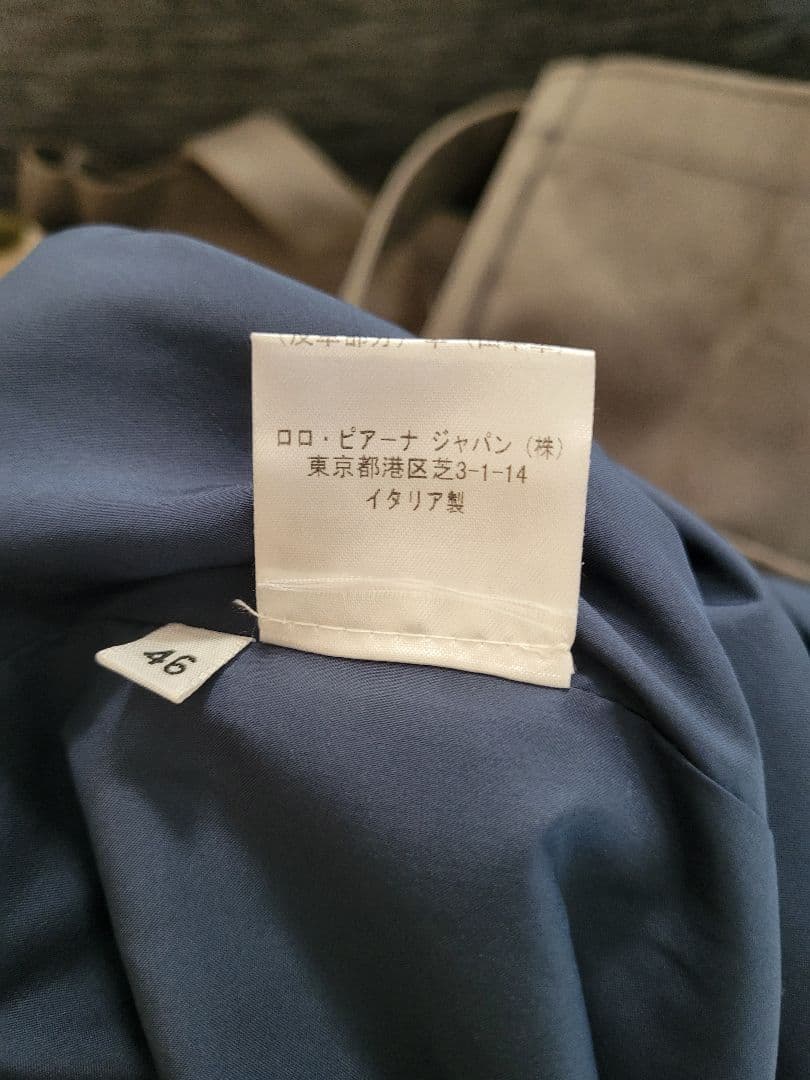 ロロ・ピアーナ ジャパン (株)
東京都港区芝3-1-14
イタリア製
46